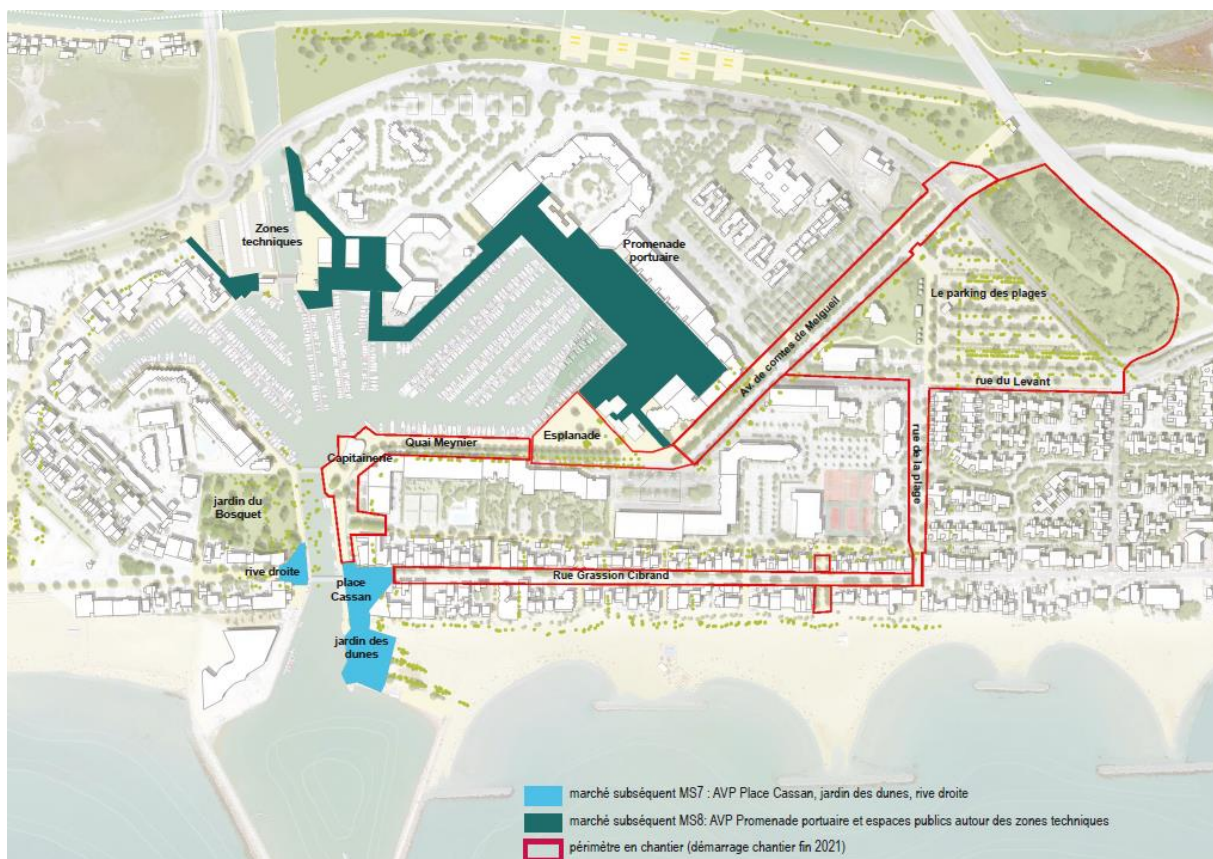 Zones
techniques
Promenade
portuaire
Le parking des plages
Av. de comtes de Melgueil
rue du Levant
Esplanade
Quai Meynier
Capitainerie
rue de la plage
jardin du
Bosquet
rive droite
place
Cassan
Rue Grassion Cibrand
jardin des
dunes
marché subséquent MS7 : AVP Place Cassan, jardin des dunes, rive droite
marché subséquent MS8: AVP Promenade portuaire et espaces publics autour des zones techniques
périmètre en chantier (démarrage chantier fin 2021)